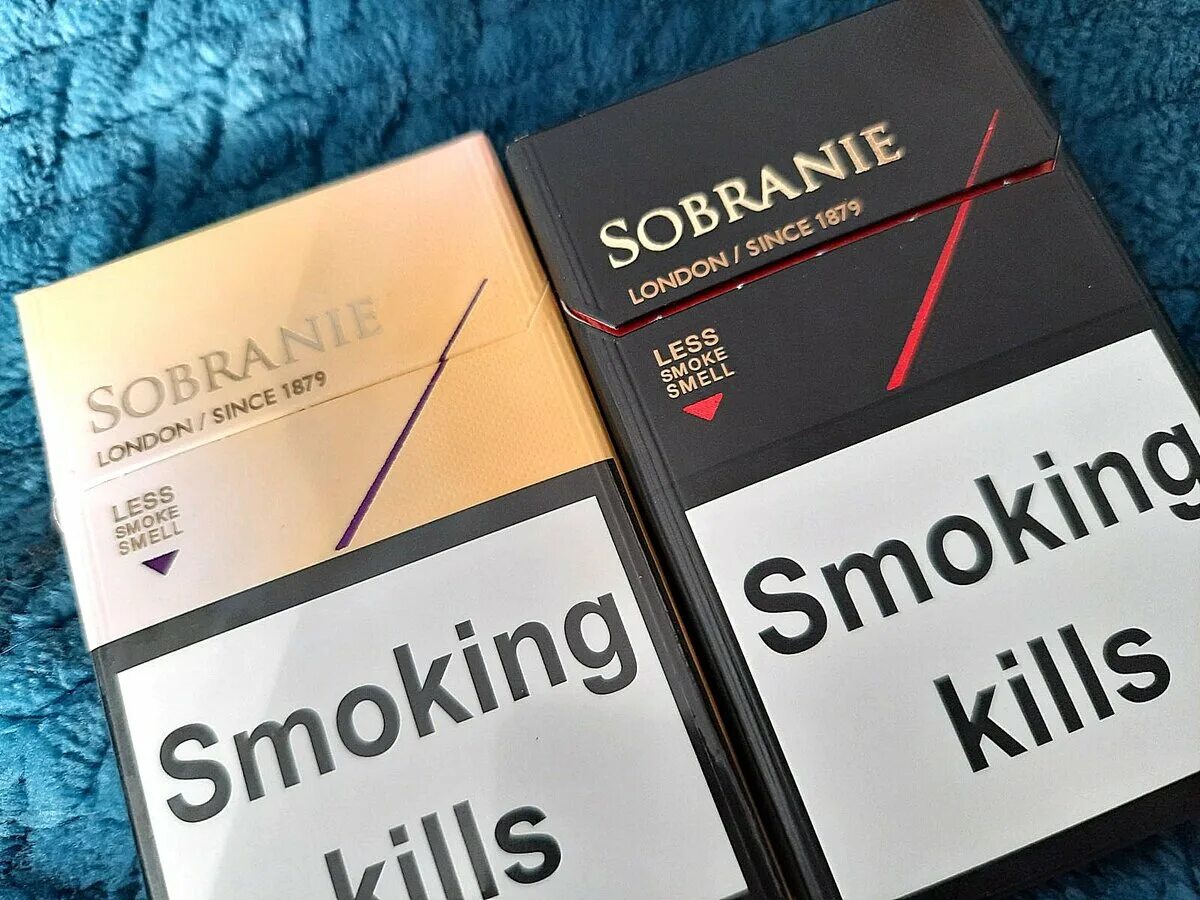 SOBRANIE
LONDON / SINCE 1879
LESS
SMOKE
SMELL
Smoking
kills
SOBRANIE
LONDON / SINCE 1879
LESS
SMOKE
SMELL
Smoking
kills